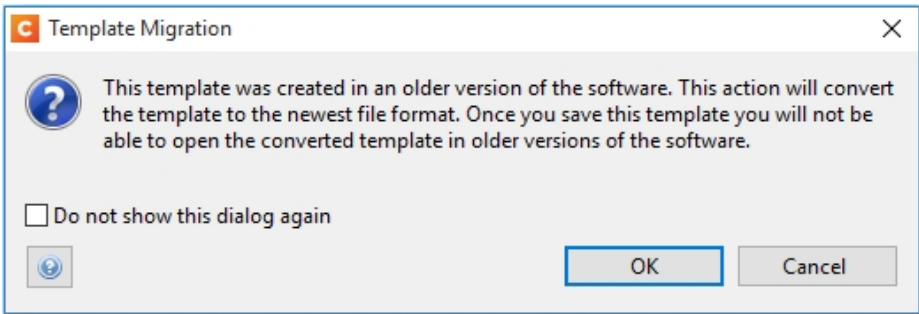 C Template Migration
This template was created in an older version of the software. This action will convert
the template to the newest file format. Once you save this template you will not be
able to open the converted template in older versions of the software.
Do not show this dialog again
OK Cancel